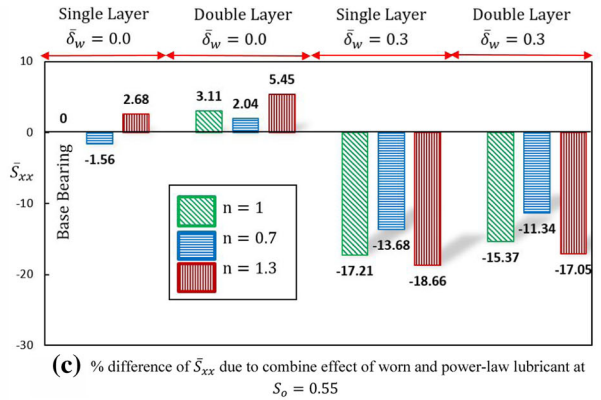 Single Layer Double Layer Single Layer Double Layer
δ̄w = 0.0 δ̄w = 0.0 δ̄w = 0.3 δ̄w = 0.3
10
5.45
3.11
2.68
2.04
0
0
-1.56
S̄xx
Base Bearing
-10
n = 1
n = 0.7
n = 1.3
-11.34
-13.68
-15.37
-17.21
-17.05
-18.66
-20
-30
(c) % difference of S̄xx due to combine effect of worn and power-law lubricant at
So = 0.55